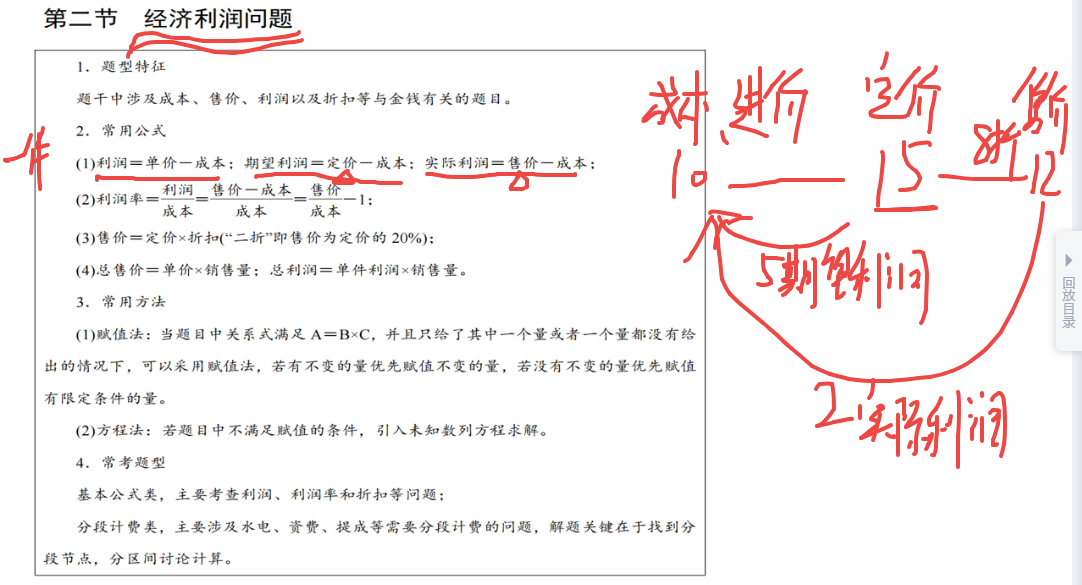 第二节 经济利润问题
1. 题型特征
题干中涉及成本、售价、利润以及折扣等与金钱有关的题目。
2. 常用公式
一件
(1)利润=单价-成本；期望利润=定价-成本；实际利润=售价-成本；
(2)利润率=利润/成本=售价-成本/成本=售价/成本-1；
(3)售价=定价×折扣(“二折”即售价为定价的 20%)；
(4)总售价=单价×销售量；总利润=单件利润×销售量。
3. 常用方法
(1)赋值法：当题目中关系式满足 A=B×C，并且只给了其中一个量或者一个量都没有给
出的情况下，可以采用赋值法，若有不变的量优先赋值不变的量，若没有不变的量优先赋值
有限定条件的量。
(2)方程法：若题目中不满足赋值的条件，引入未知数列方程求解。
4. 常考题型
基本公式类，主要考查利润、利润率和折扣等问题；
分段计费类，主要涉及水电、资费、提成等需要分段计费的问题，解题关键在于找到分
段节点，分区间讨论计算。
成本、进价 定价 售价
10 15 8折 12
5期望利润
2实际利润
回放目录